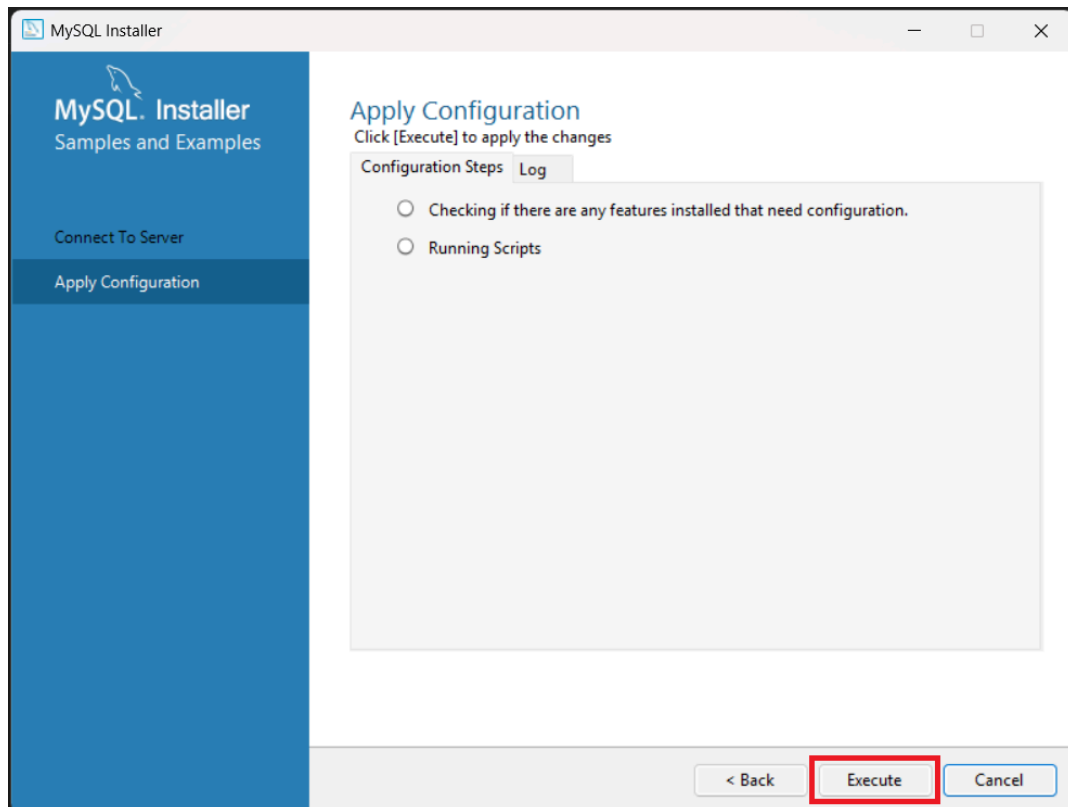 MySQL Installer
MySQL. Installer
Samples and Examples
Connect To Server
Apply Configuration
Apply Configuration
Click [Execute] to apply the changes
Configuration Steps
Log
Checking if there are any features installed that need configuration.
Running Scripts
< Back
Execute
Cancel